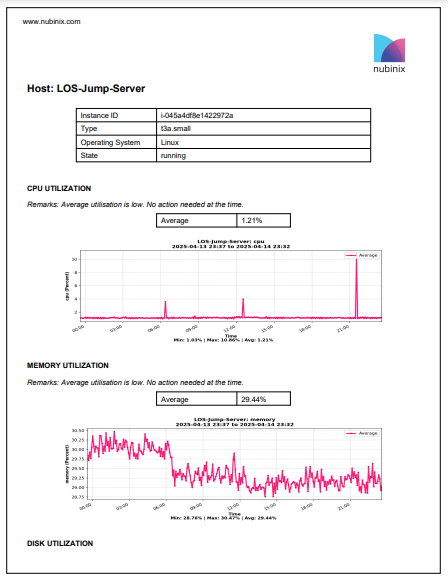 www.nubinix.com
nubinix
Host: LOS-Jump-Server
Instance ID i-045a4df8e1422972a
Type t3a.small
Operating System Linux
State running
CPU UTILIZATION
Remarks: Average utilisation is low. No action needed at the time.
Average 1.21%
LOS-Jump-Server: cpu
2025-04-13 23:37 to 2025-04-14 23:32
Average
cpu (Percent)
10
8
6
4
2
00:00 03:00 06:00 09:00 12:00 15:00 18:00 21:00
Time
Min: 1.03% | Max: 10.06% | Avg: 1.21%
MEMORY UTILIZATION
Remarks: Average utilisation is low. No action needed at the time.
Average 29.44%
LOS-Jump-Server: memory
2025-04-13 23:37 to 2025-04-14 23:32
Average
memory (Percent)
30.50
30.25
30.00
29.75
29.50
29.25
29.00
28.75
00:00 03:00 06:00 09:00 12:00 15:00 18:00 21:00
Time
Min: 28.76% | Max: 30.47% | Avg: 29.44%
DISK UTILIZATION